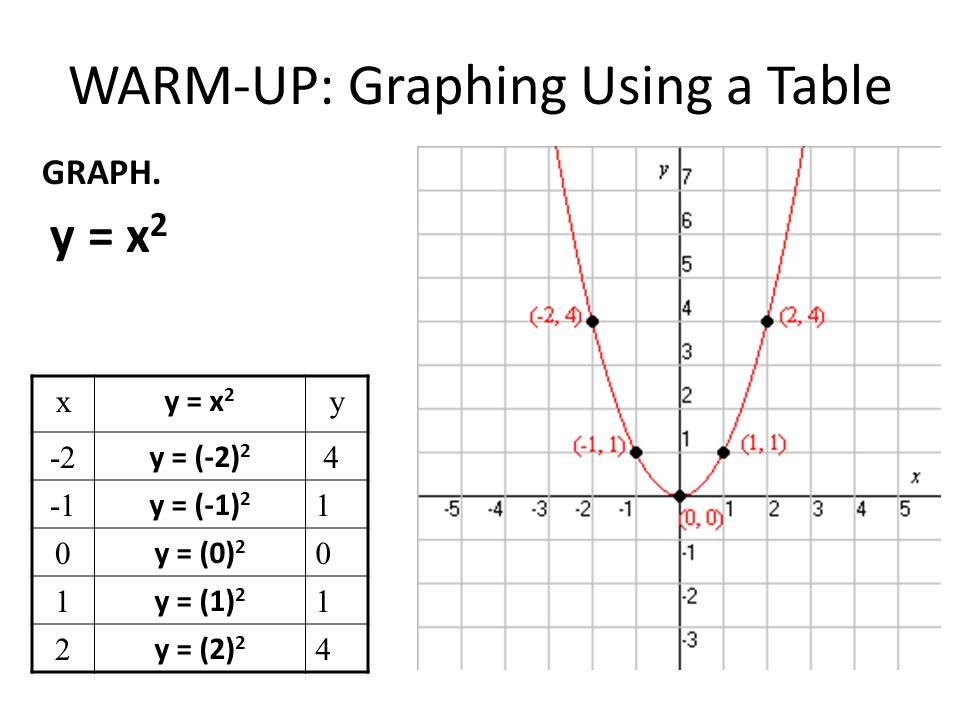 WARM-UP: Graphing Using a Table
GRAPH.
y = x²
x y = x² y
-2 y = (-2)² 4
-1 y = (-1)² 1
0 y = (0)² 0
1 y = (1)² 1
2 y = (2)² 4
y 7
6
5
(-2, 4) 4 (2, 4)
3
2
(-1, 1) 1 (1, 1)
x
-5 -4 -3 -2 -1 1 2 3 4 5
(0, 0)
-1
-2
-3